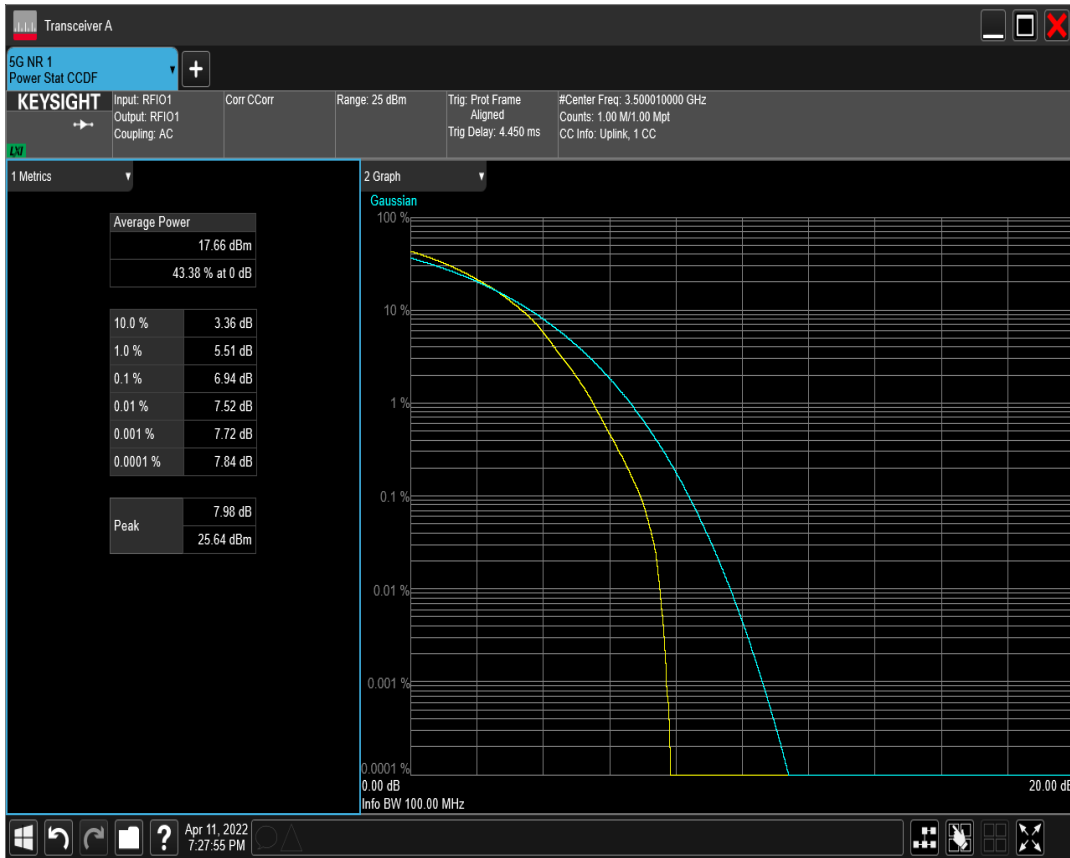 Transceiver A
5G NR 1
Power Stat CCDF
+
KEYSIGHT
LXI
Input: RFIO1
Output: RFIO1
Coupling: AC
Corr CCorr
Range: 25 dBm
Trig: Prot Frame
Aligned
Trig Delay: 4.450 ms
#Center Freq: 3.500010000 GHz
Counts: 1.00 M/1.00 Mpt
CC Info: Uplink, 1 CC
1 Metrics
Average Power
17.66 dBm
43.38 % at 0 dB
10.0 % 3.36 dB
1.0 % 5.51 dB
0.1 % 6.94 dB
0.01 % 7.52 dB
0.001 % 7.72 dB
0.0001 % 7.84 dB
Peak 7.98 dB
25.64 dBm
2 Graph
Gaussian
100 %
10 %
1 %
0.1 %
0.01 %
0.001 %
0.0001 %
0.00 dB 20.00 dB
Info BW 100.00 MHz
? Apr 11, 2022
7:27:55 PM